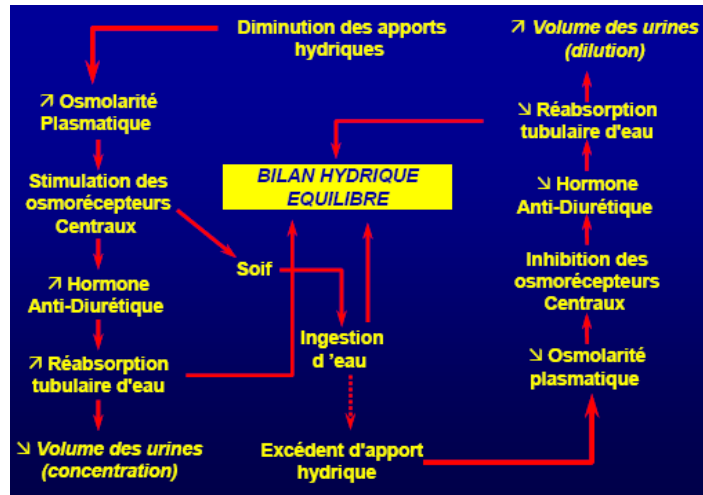 Diminution des apports
hydriques
↗ Osmolarité
Plasmatique
Stimulation des
osmorécepteurs
Centraux
Soif
↗ Hormone
Anti-Diurétique
↗ Réabsorption
tubulaire d'eau
↘ Volume des urines
(concentration)
BILAN HYDRIQUE
EQUILIBRE
Ingestion
d ’eau
Excédent d'apport
hydrique
↗ Volume des urines
(dilution)
↘ Réabsorption
tubulaire d'eau
↘ Hormone
Anti-Diurétique
Inhibition des
osmorécepteurs
Centraux
↘ Osmolarité
plasmatique